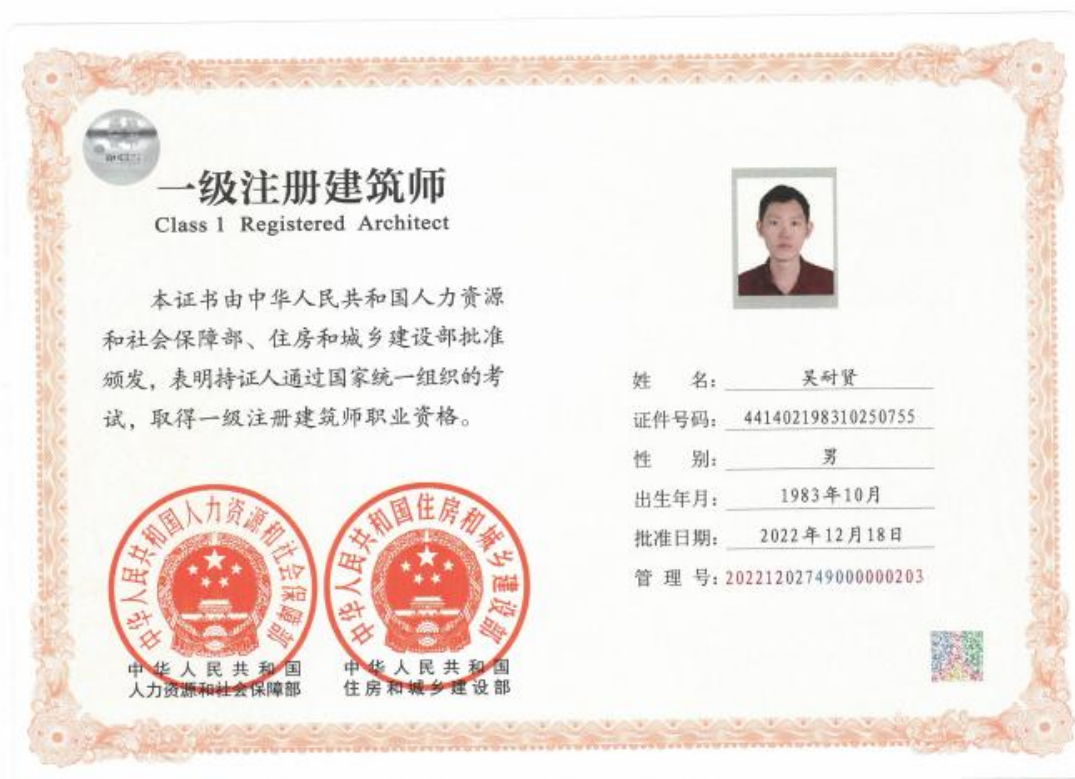 一级注册建筑师
Class 1 Registered Architect
本证书由中华人民共和国人力资源
和社会保障部、住房和城乡建设部批准
颁发，表明持证人通过国家统一组织的考
试，取得一级注册建筑师职业资格。
中华人民共和国人力资源和社会保障部
中华人民共和国住房和城乡建设部
中华人民共和国
人力资源和社会保障部
中华人民共和国
住房和城乡建设部
姓 名：吴耐贤
证件号码：441402198310250755
性 别：男
出生年月：1983年10月
批准日期：2022年12月18日
管 理 号：20221202749000000203